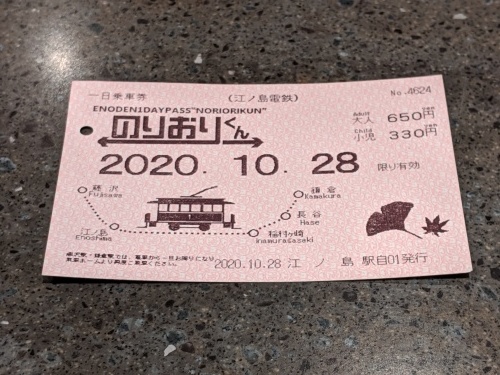 一日乗車券 (江ノ島電鉄) No.4624
ENODEN1DAYPASS"NORIORIKUN"
のりおりくん
Adult 大人 650円
Child 小児 330円
2020.10.28 限り有効
藤沢
Fujisawa
鎌倉
Kamakura
長谷
Hase
江ノ島
Enoshima
稲村ヶ崎
Inamuragasaki
2020.10.28 江ノ島駅自01発行